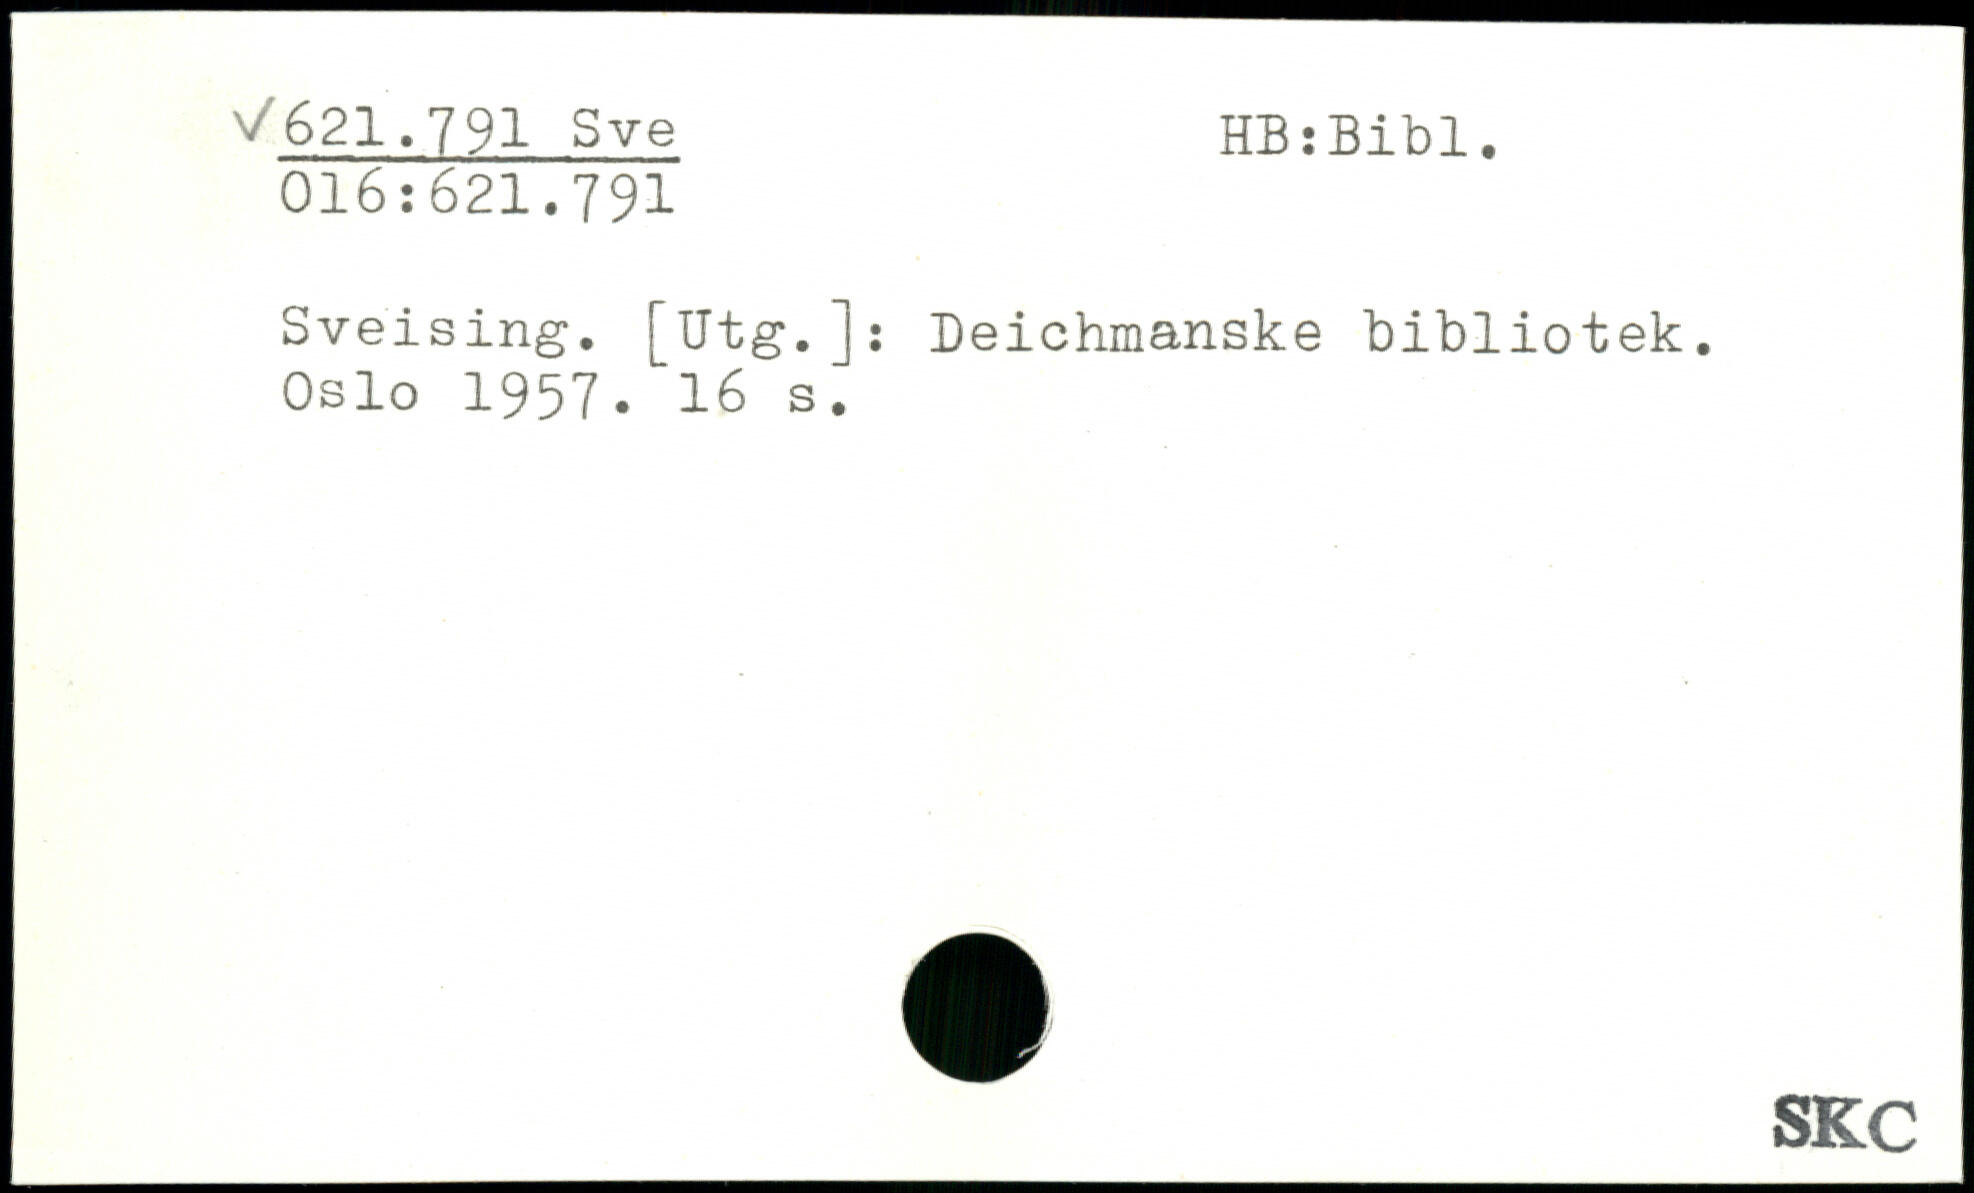 ✓ 621.791 Sve HB:Bibl.
016:621.791
Sveising. [Utg.]: Deichmanske bibliotek.
Oslo 1957. 16 s.
SKC